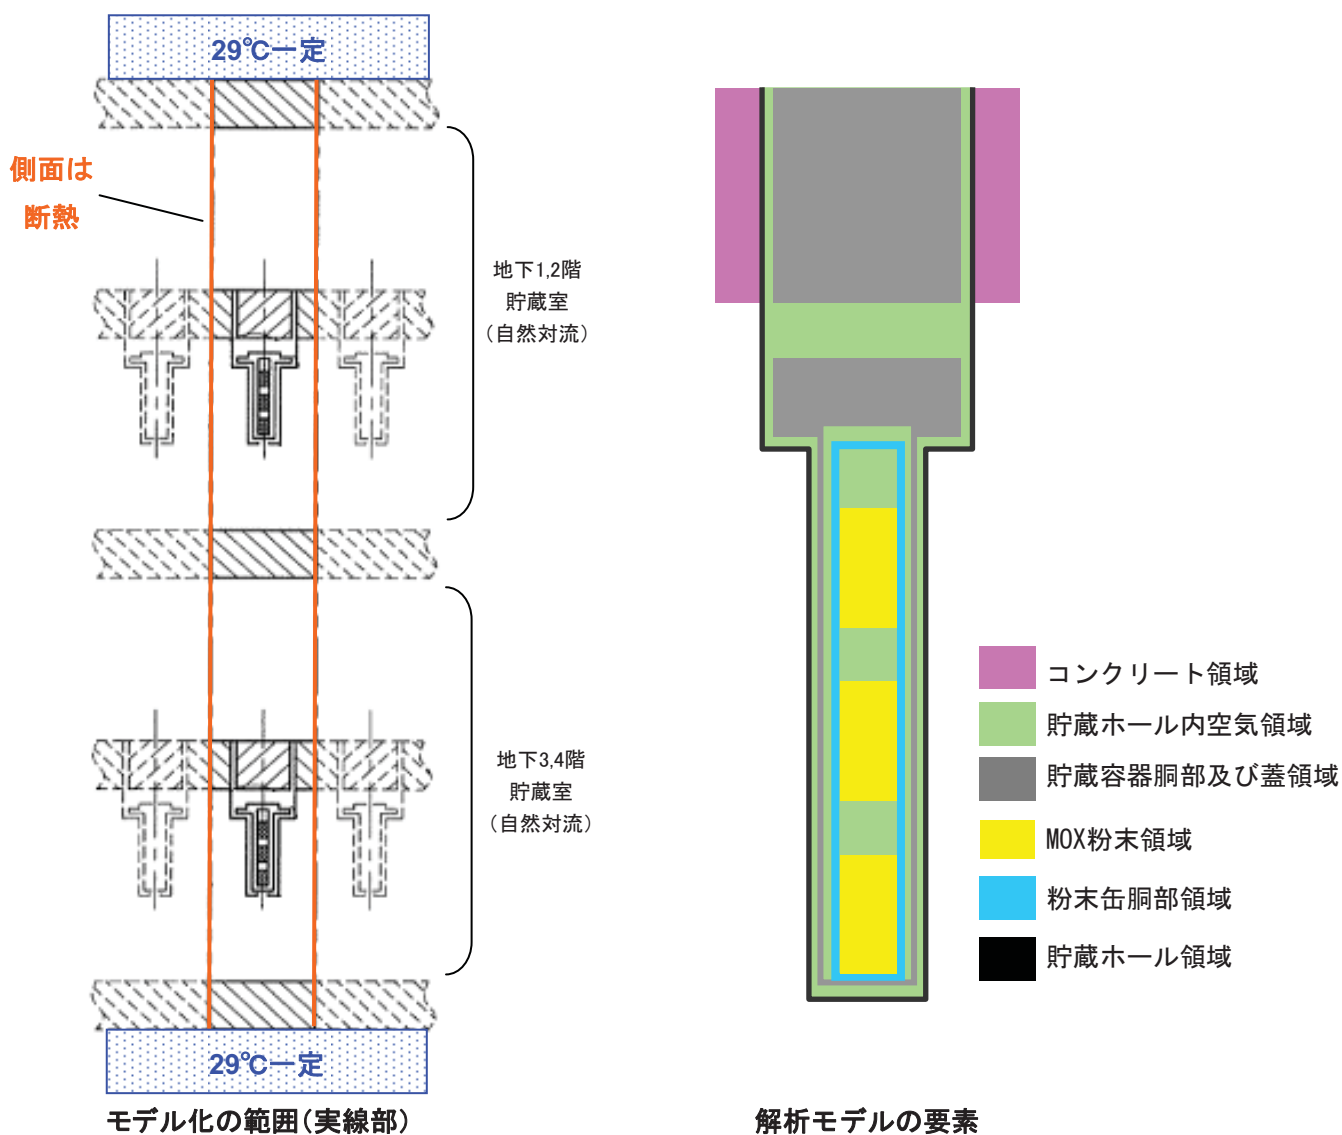 29℃一定
側面は
断熱
地下1,2階
貯蔵室
（自然対流）
地下3,4階
貯蔵室
（自然対流）
29℃一定
モデル化の範囲（実線部）
コンクリート領域
貯蔵ホール内空気領域
貯蔵容器胴部及び蓋領域
MOX粉末領域
粉末缶胴部領域
貯蔵ホール領域
解析モデルの要素